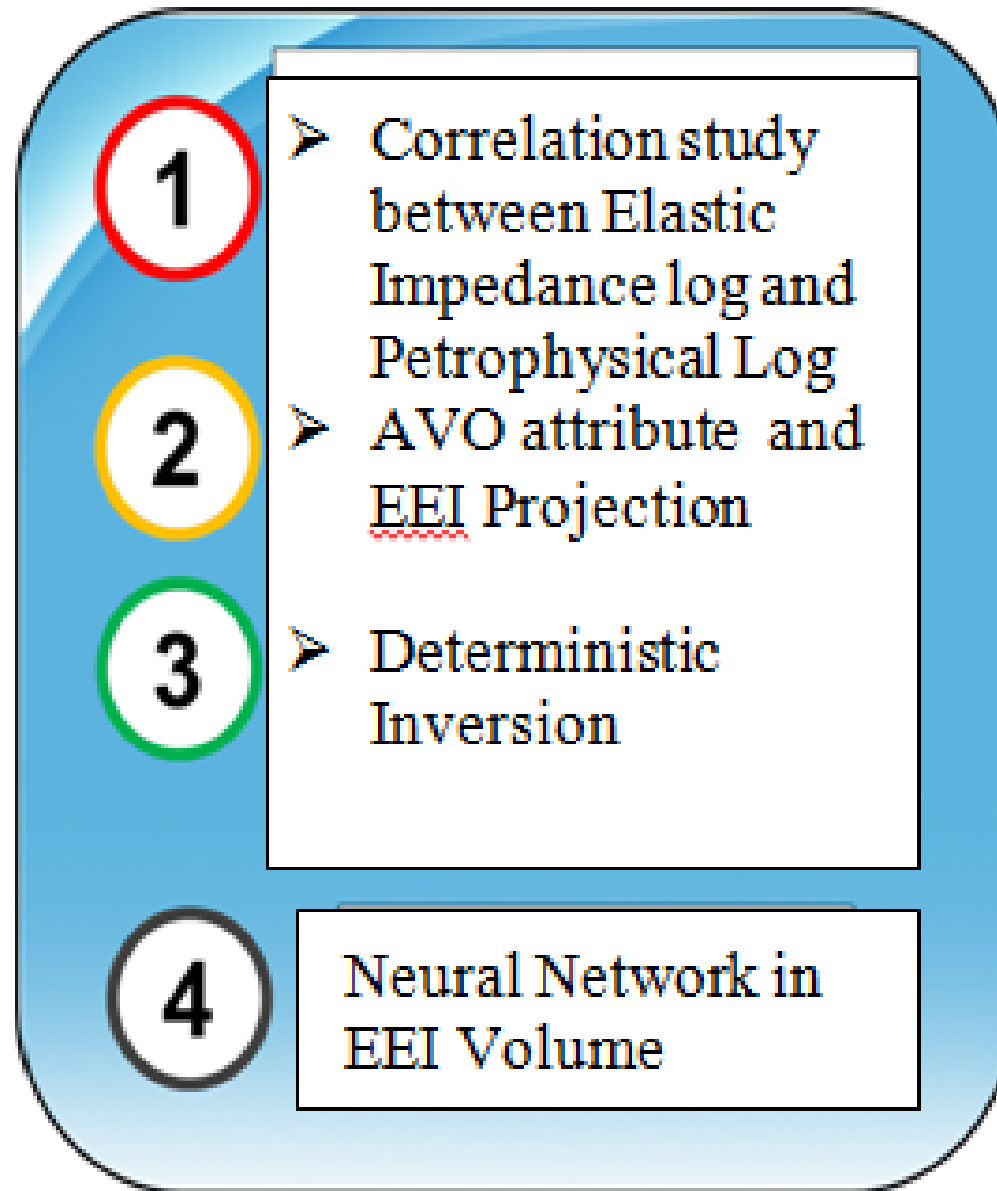 1
➢ Correlation study
between Elastic
Impedance log and
Petrophysical Log
2
➢ AVO attribute and
EEI Projection
3
➢ Deterministic
Inversion
4
Neural Network in
EEI Volume